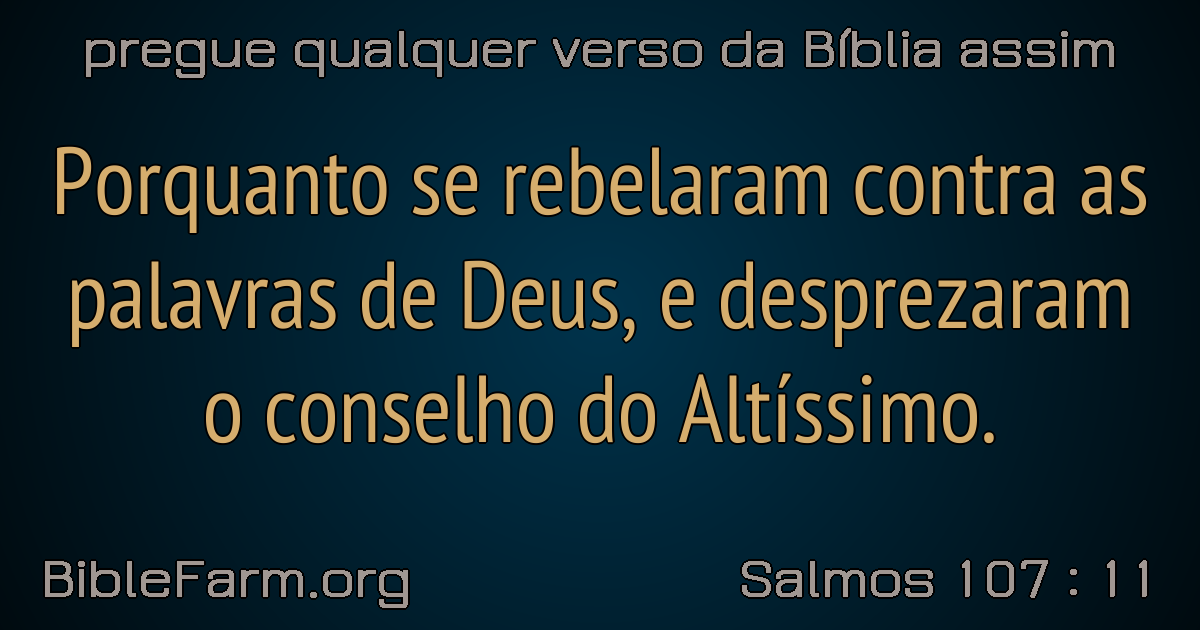 pregue qualquer verso da Bíblia assim
Porquanto se rebelaram contra as
palavras de Deus, e desprezaram
o conselho do Altíssimo.
BibleFarm.org
Salmos 107 : 11